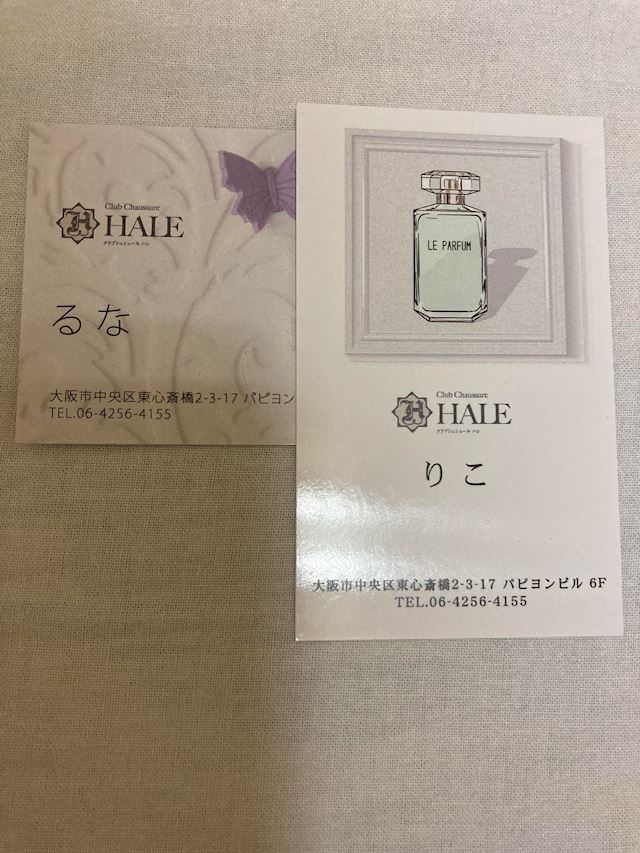 Club Chaussure
HALE
クラブシュシュール ハレ
るな
大阪市中央区東心斎橋2-3-17 パピヨン
TEL.06-4256-4155
LE PARFUM
Club Chaussure
HALE
クラブシュシュール ハレ
りこ
大阪市中央区東心斎橋2-3-17 パピヨンビル 6F
TEL.06-4256-4155